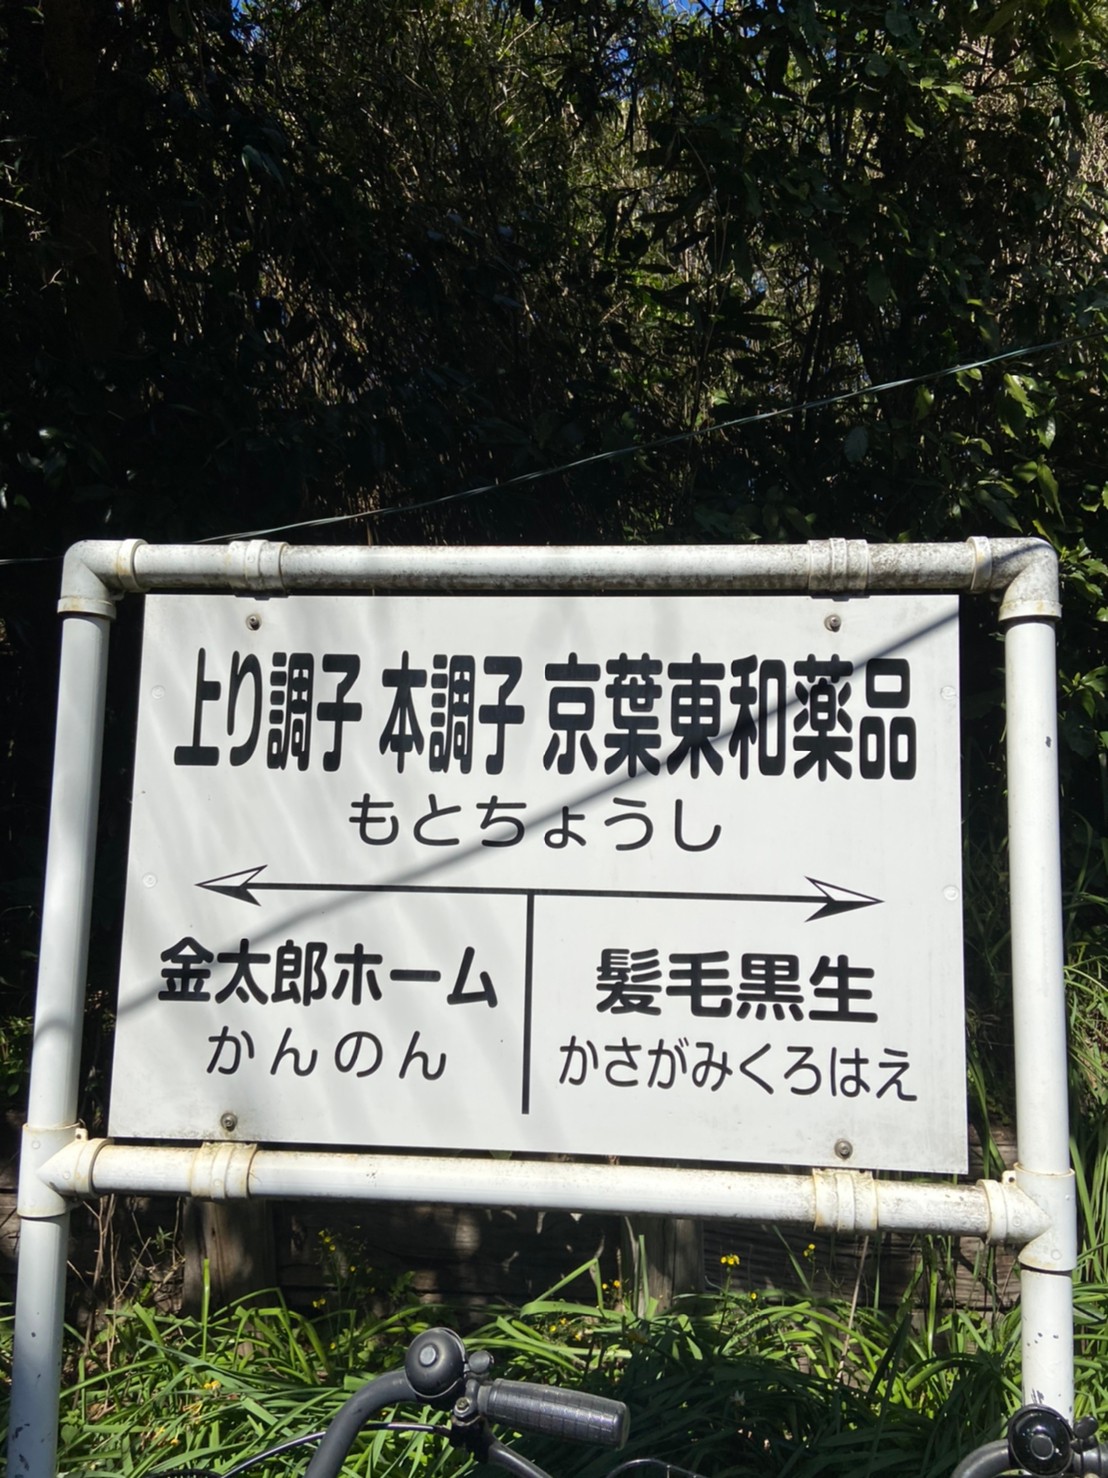 上り調子 本調子 京葉東和薬品
もとちょうし
金太郎ホーム
かんのん
髪毛黒生
かさがみくろはえ